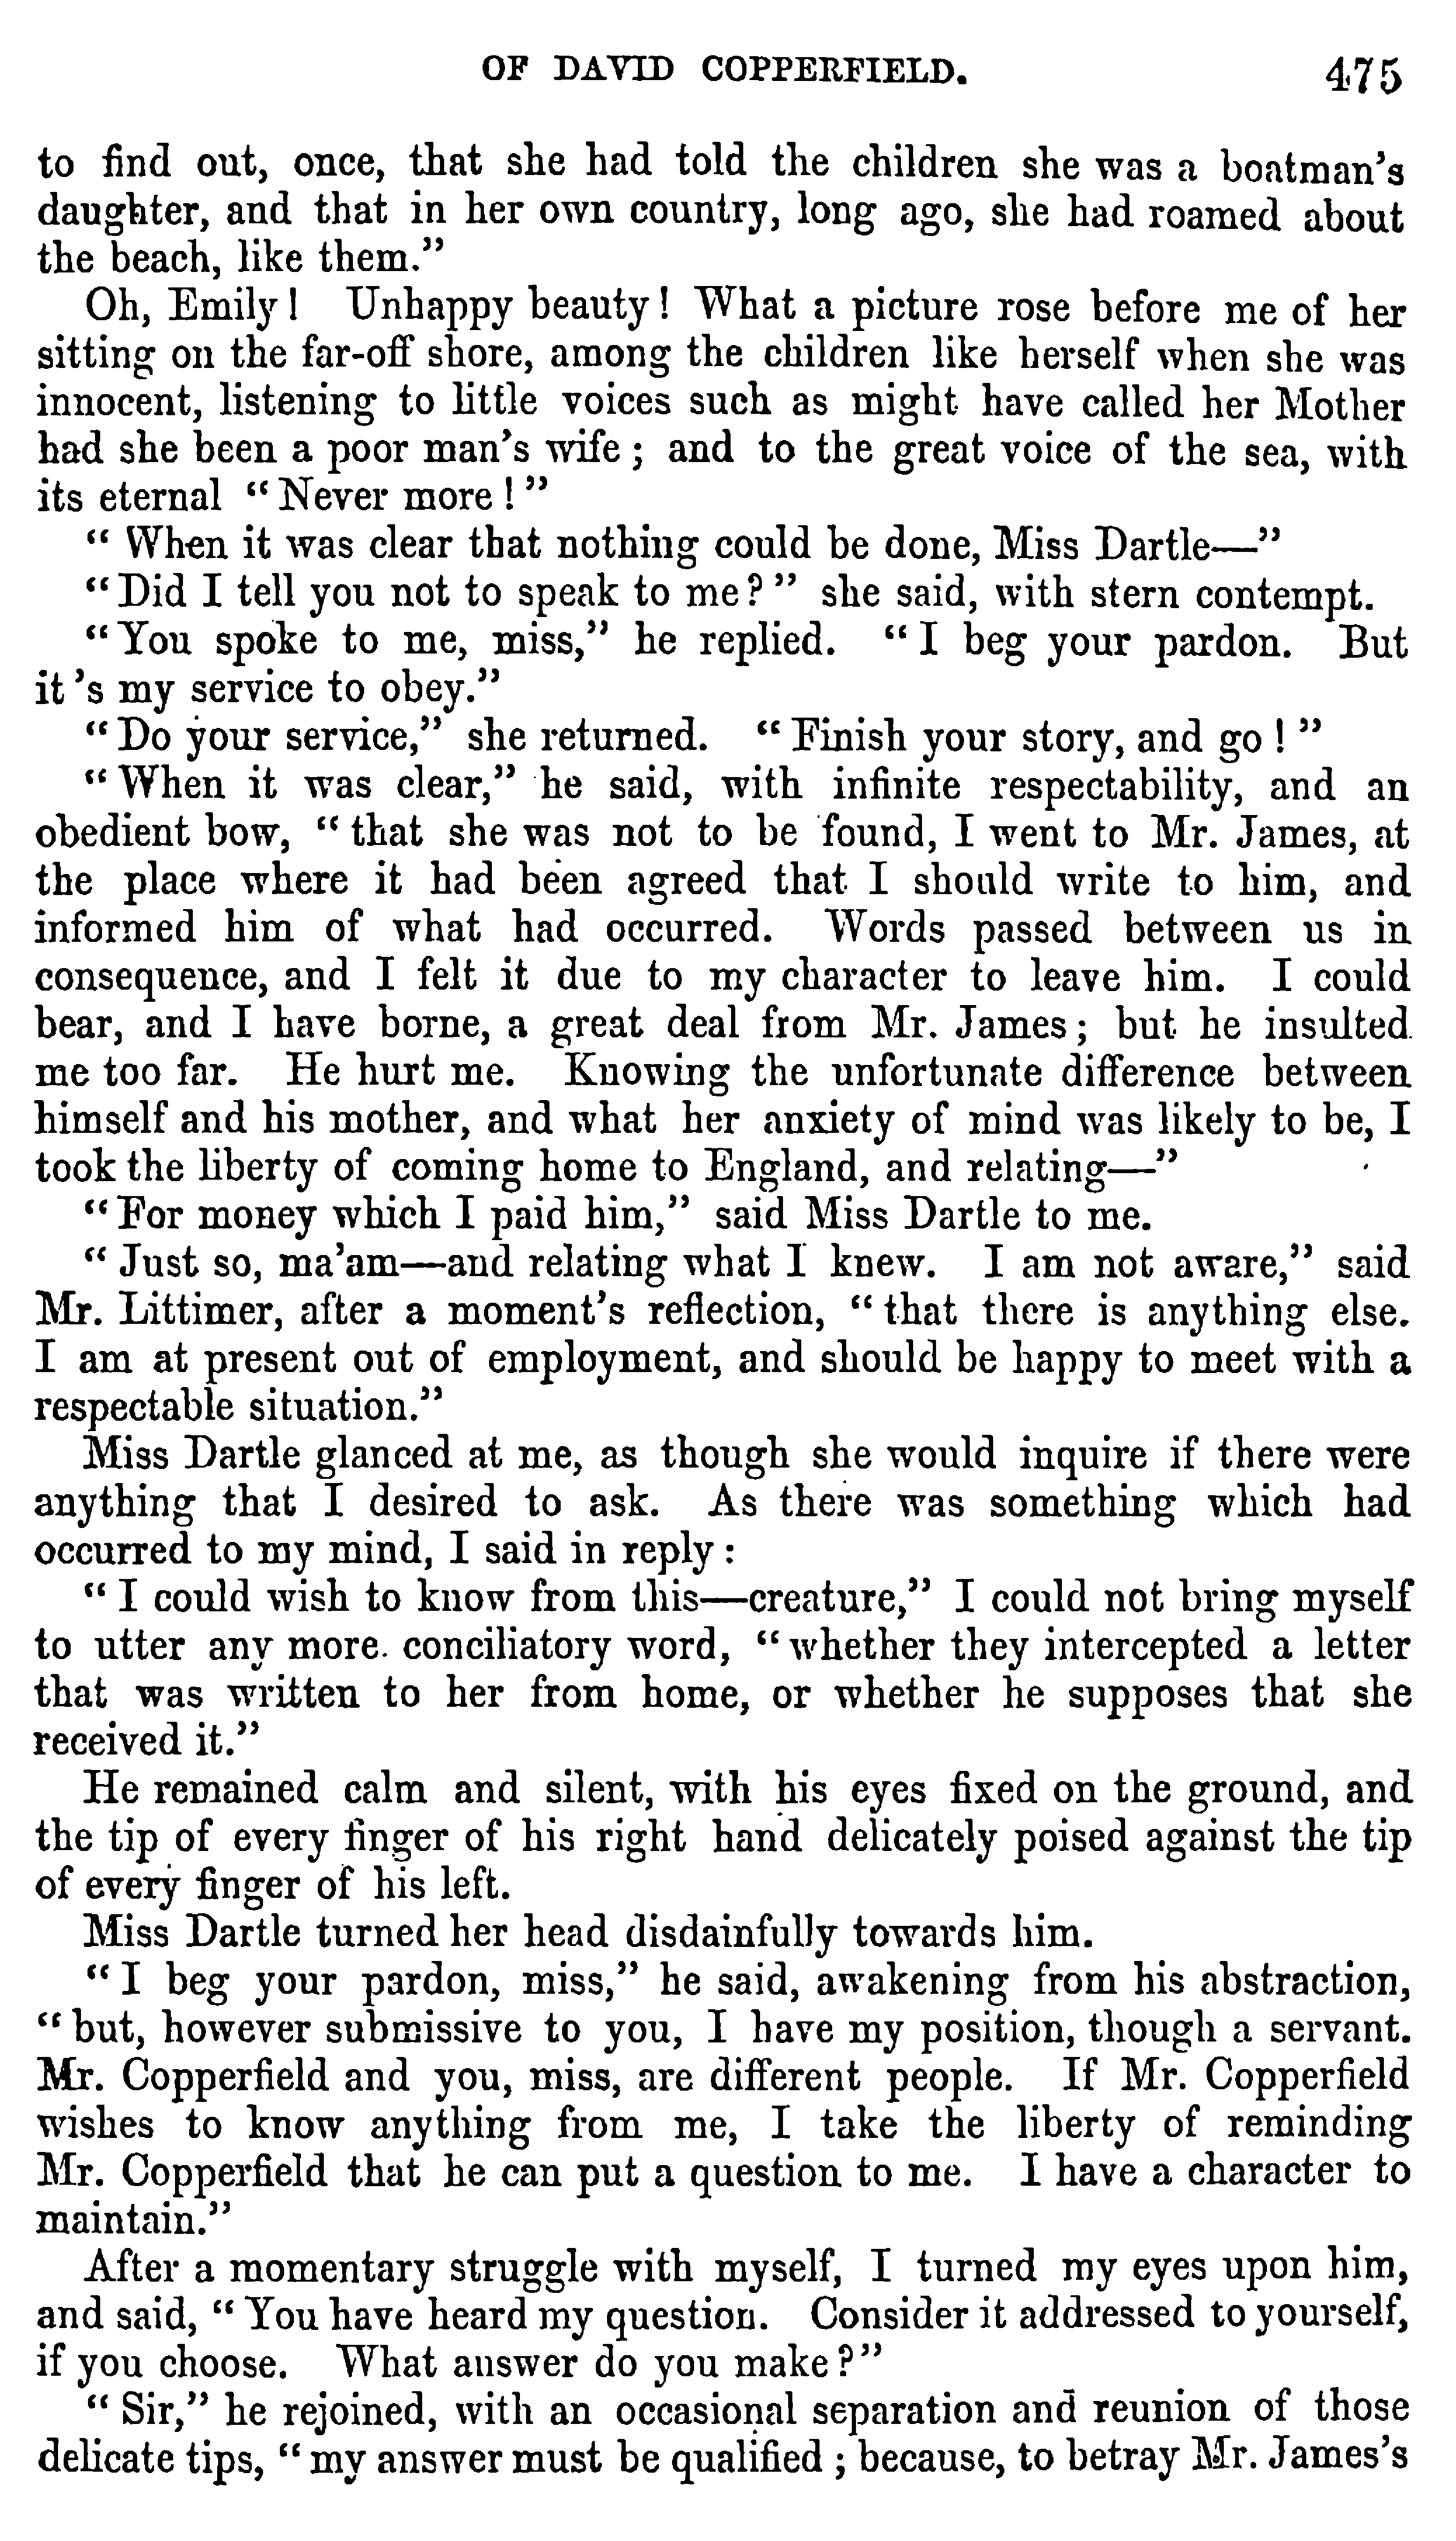 OF DAVID COPPERFIELD. 475
to find out, once, that she had told the children she was a boatman's
daughter, and that in her own country, long ago, she had roamed about
the beach, like them."
Oh, Emily! Unhappy beauty! What a picture rose before me of her
sitting on the far-off shore, among the children like herself when she was
innocent, listening to little voices such as might have called her Mother
had she been a poor man's wife; and to the great voice of the sea, with
its eternal "Never more!"
"When it was clear that nothing could be done, Miss Dartle—"
"Did I tell you not to speak to me?" she said, with stern contempt.
"You spoke to me, miss," he replied. "I beg your pardon. But
it's my service to obey."
"Do your service," she returned. "Finish your story, and go!"
"When it was clear," he said, with infinite respectability, and an
obedient bow, "that she was not to be found, I went to Mr. James, at
the place where it had been agreed that I should write to him, and
informed him of what had occurred. Words passed between us in
consequence, and I felt it due to my character to leave him. I could
bear, and I have borne, a great deal from Mr. James; but he insulted
me too far. He hurt me. Knowing the unfortunate difference between
himself and his mother, and what her anxiety of mind was likely to be, I
took the liberty of coming home to England, and relating—"
"For money which I paid him," said Miss Dartle to me.
"Just so, ma'am—and relating what I knew. I am not aware," said
Mr. Littimer, after a moment's reflection, "that there is anything else.
I am at present out of employment, and should be happy to meet with a
respectable situation."
Miss Dartle glanced at me, as though she would inquire if there were
anything that I desired to ask. As there was something which had
occurred to my mind, I said in reply:
"I could wish to know from this—creature," I could not bring myself
to utter any more conciliatory word, "whether they intercepted a letter
that was written to her from home, or whether he supposes that she
received it."
He remained calm and silent, with his eyes fixed on the ground, and
the tip of every finger of his right hand delicately poised against the tip
of every finger of his left.
Miss Dartle turned her head disdainfully towards him.
"I beg your pardon, miss," he said, awakening from his abstraction,
"but, however submissive to you, I have my position, though a servant.
Mr. Copperfield and you, miss, are different people. If Mr. Copperfield
wishes to know anything from me, I take the liberty of reminding
Mr. Copperfield that he can put a question to me. I have a character to
maintain."
After a momentary struggle with myself, I turned my eyes upon him,
and said, "You have heard my question. Consider it addressed to yourself,
if you choose. What answer do you make?"
"Sir," he rejoined, with an occasional separation and reunion of those
delicate tips, "my answer must be qualified; because, to betray Mr. James's